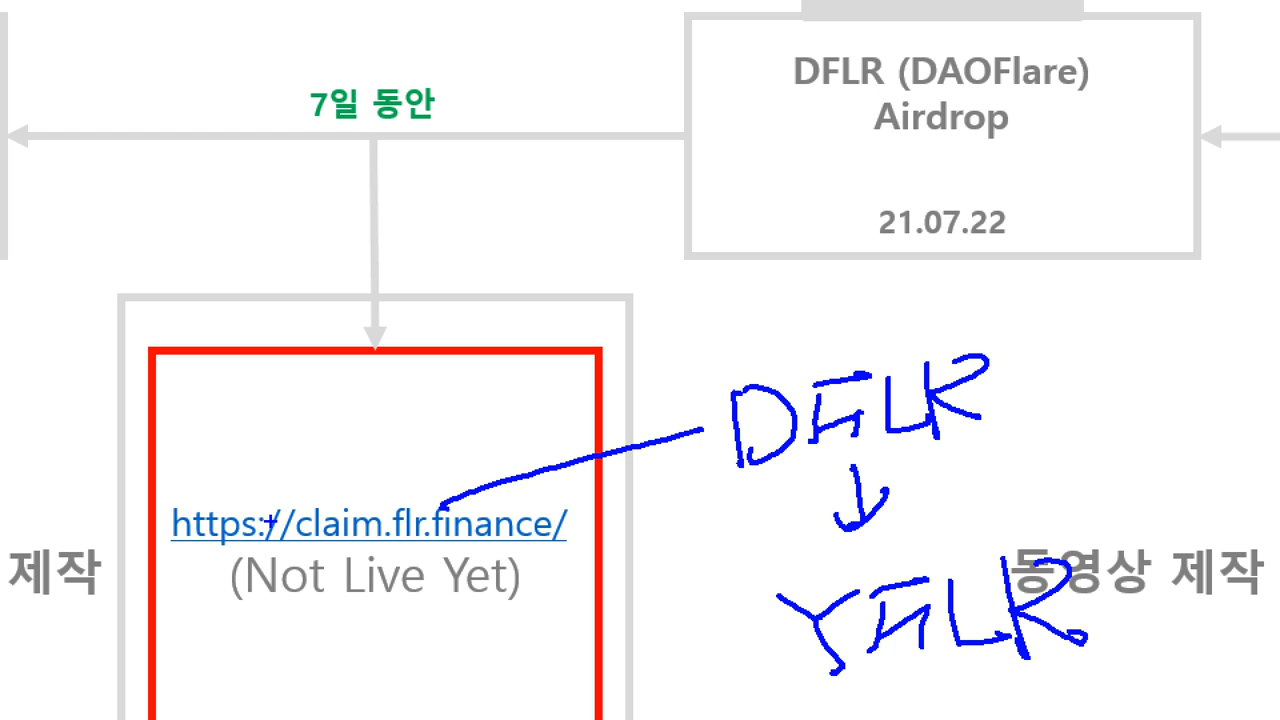 7일 동안
DFLR (DAOFlare)
Airdrop
21.07.22
DFLR
https://claim.flr.finance/
(Not Live Yet)
제작
동영상 제작
YFLR